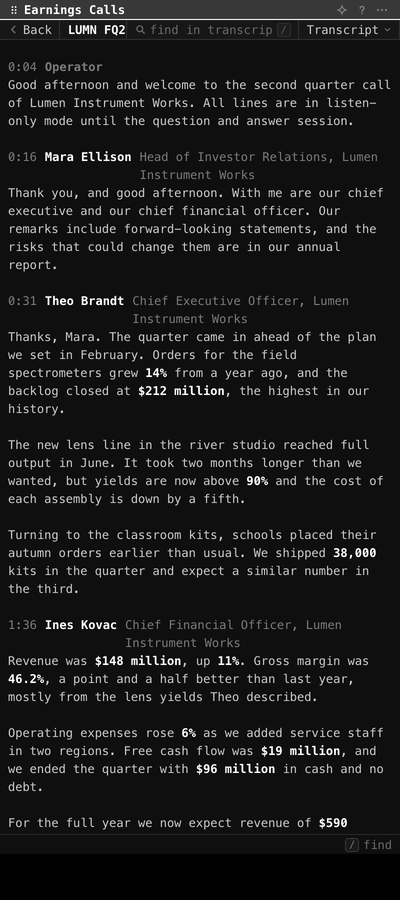 Earnings Calls
Back LUMN FQ2 find in transcrip / Transcript
0:04 Operator
Good afternoon and welcome to the second quarter call
of Lumen Instrument Works. All lines are in listen-
only mode until the question and answer session.
0:16 Mara Ellison Head of Investor Relations, Lumen
Instrument Works
Thank you, and good afternoon. With me are our chief
executive and our chief financial officer. Our
remarks include forward-looking statements, and the
risks that could change them are in our annual
report.
0:31 Theo Brandt Chief Executive Officer, Lumen
Instrument Works
Thanks, Mara. The quarter came in ahead of the plan
we set in February. Orders for the field
spectrometers grew 14% from a year ago, and the
backlog closed at $212 million, the highest in our
history.
The new lens line in the river studio reached full
output in June. It took two months longer than we
wanted, but yields are now above 90% and the cost of
each assembly is down by a fifth.
Turning to the classroom kits, schools placed their
autumn orders earlier than usual. We shipped 38,000
kits in the quarter and expect a similar number in
the third.
1:36 Ines Kovac Chief Financial Officer, Lumen
Instrument Works
Revenue was $148 million, up 11%. Gross margin was
46.2%, a point and a half better than last year,
mostly from the lens yields Theo described.
Operating expenses rose 6% as we added service staff
in two regions. Free cash flow was $19 million, and
we ended the quarter with $96 million in cash and no
debt.
For the full year we now expect revenue of $590
/ find